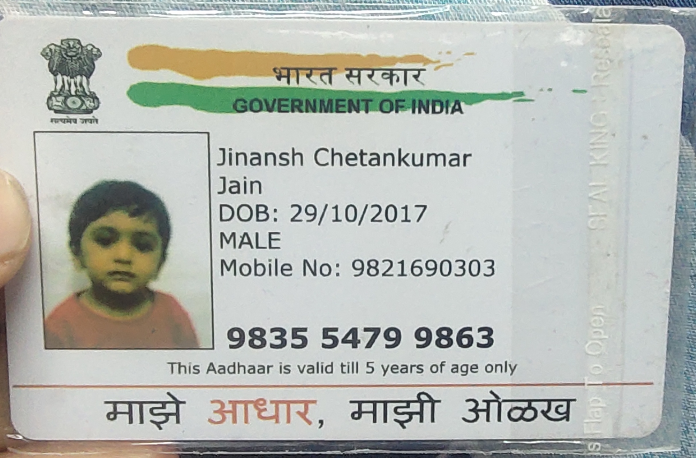 भारत सरकार
GOVERNMENT OF INDIA
सत्यमेव जयते
Jinansh Chetankumar
Jain
DOB: 29/10/2017
MALE
Mobile No: 9821690303
9835 5479 9863
This Aadhaar is valid till 5 years of age only
माझे आधार, माझी ओळख
s Flap To Open
SEAL KING : Reseala